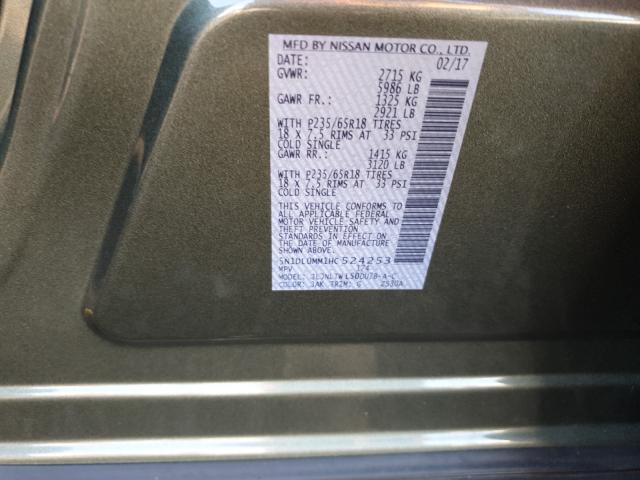 MFD BY NISSAN MOTOR CO., LTD.
DATE: 02/17
GVWR: 2715 KG
5986 LB
GAWR FR.: 1325 KG
2921 LB
WITH P235/65R18 TIRES
18 X 7.5 RIMS AT 33 PSI
COLD SINGLE
GAWR RR.: 1415 KG
3120 LB
WITH P235/65R18 TIRES
18 X 7.5 RIMS AT 33 PSI
COLD SINGLE
THIS VEHICLE CONFORMS TO
ALL APPLICABLE FEDERAL
MOTOR VEHICLE SAFETY AND
THEFT PREVENTION
STANDARDS IN EFFECT ON
THE DATE OF MANUFACTURE
SHOWN ABOVE.
5N1DL0MM1HC524253
MPV
MODEL:
COLOR: JAK TRIM: G